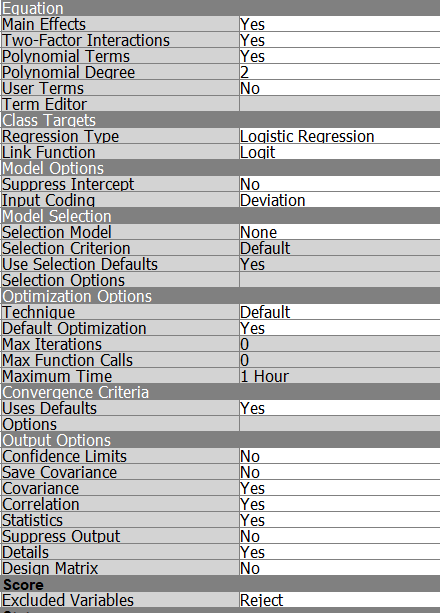 Equation
Main Effects Yes
Two-Factor Interactions Yes
Polynomial Terms Yes
Polynomial Degree 2
User Terms No
Term Editor
Class Targets
Regression Type Logistic Regression
Link Function Logit
Model Options
Suppress Intercept No
Input Coding Deviation
Model Selection
Selection Model None
Selection Criterion Default
Use Selection Defaults Yes
Selection Options
Optimization Options
Technique Default
Default Optimization Yes
Max Iterations 0
Max Function Calls 0
Maximum Time 1 Hour
Convergence Criteria
Uses Defaults Yes
Options
Output Options
Confidence Limits No
Save Covariance No
Covariance Yes
Correlation Yes
Statistics Yes
Suppress Output No
Details Yes
Design Matrix No
Score
Excluded Variables Reject